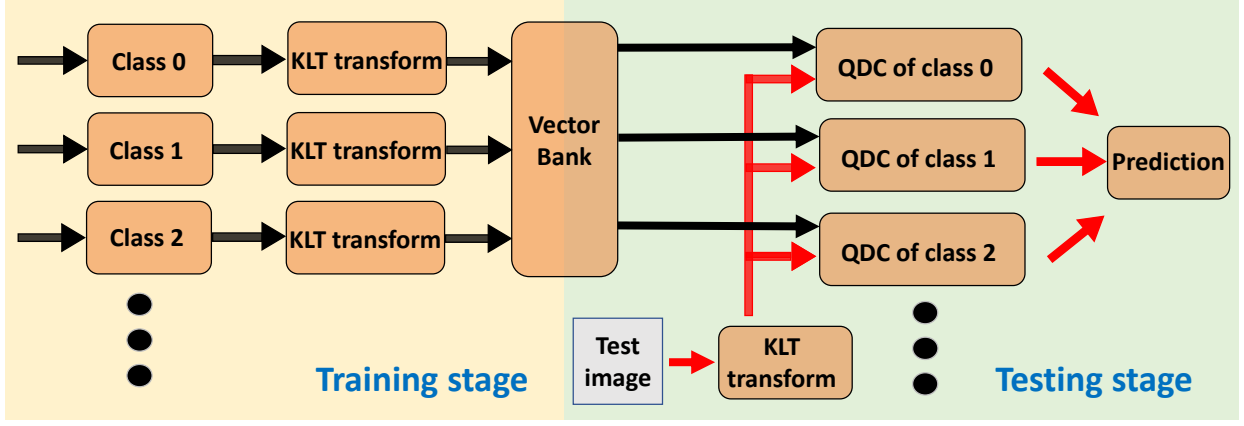 Class 0
KLT transform
QDC of class 0
Class 1
KLT transform
Vector
Bank
QDC of class 1
Prediction
Class 2
KLT transform
QDC of class 2
Test
image
KLT
transform
Training stage
Testing stage